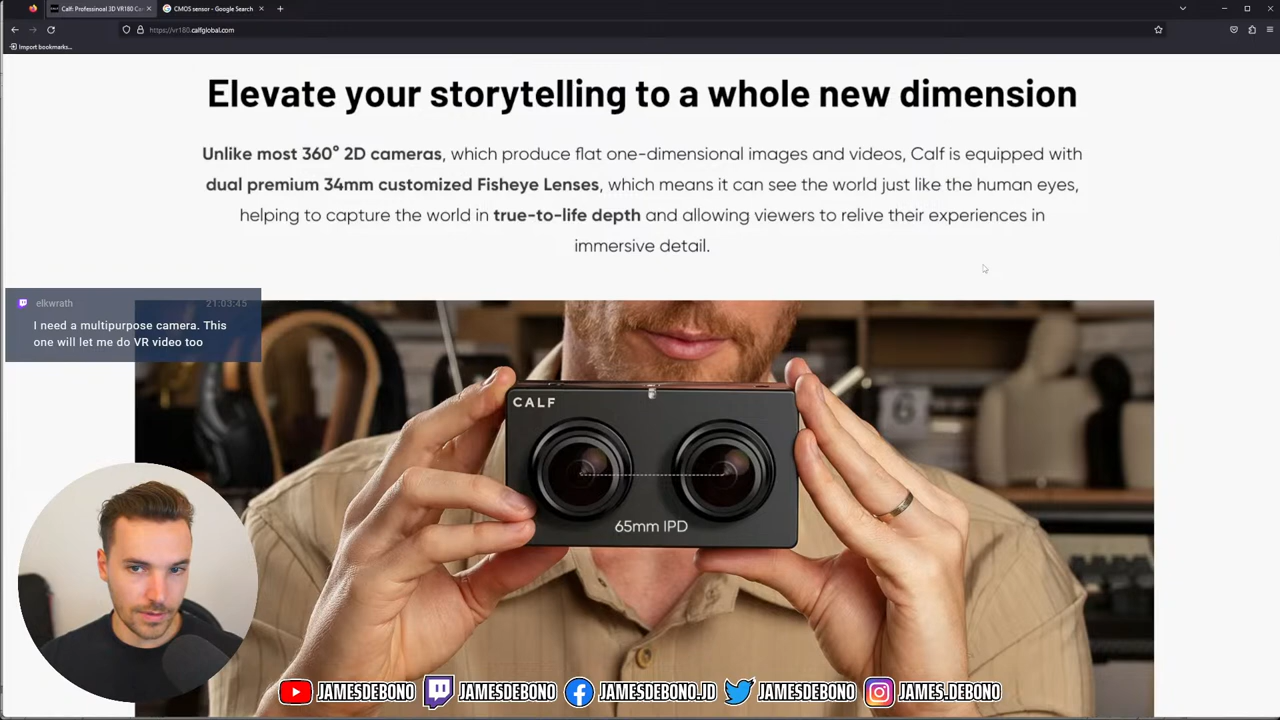 Calf: Professinoal 3D VR180 Ca
CMOS sensor - Google Search
https://vr180.calfglobal.com
Import bookmarks...
Elevate your storytelling to a whole new dimension
Unlike most 360° 2D cameras, which produce flat one-dimensional images and videos, Calf is equipped with
dual premium 34mm customized Fisheye Lenses, which means it can see the world just like the human eyes,
helping to capture the world in true-to-life depth and allowing viewers to relive their experiences in
immersive detail.
elkwrath 21:03:45
I need a multipurpose camera. This
one will let me do VR video too
CALF
65mm IPD
6
JAMESDEBONO JAMESDEBONO JAMESDEBONO.JD JAMESDEBONO JAMES.DEBONO